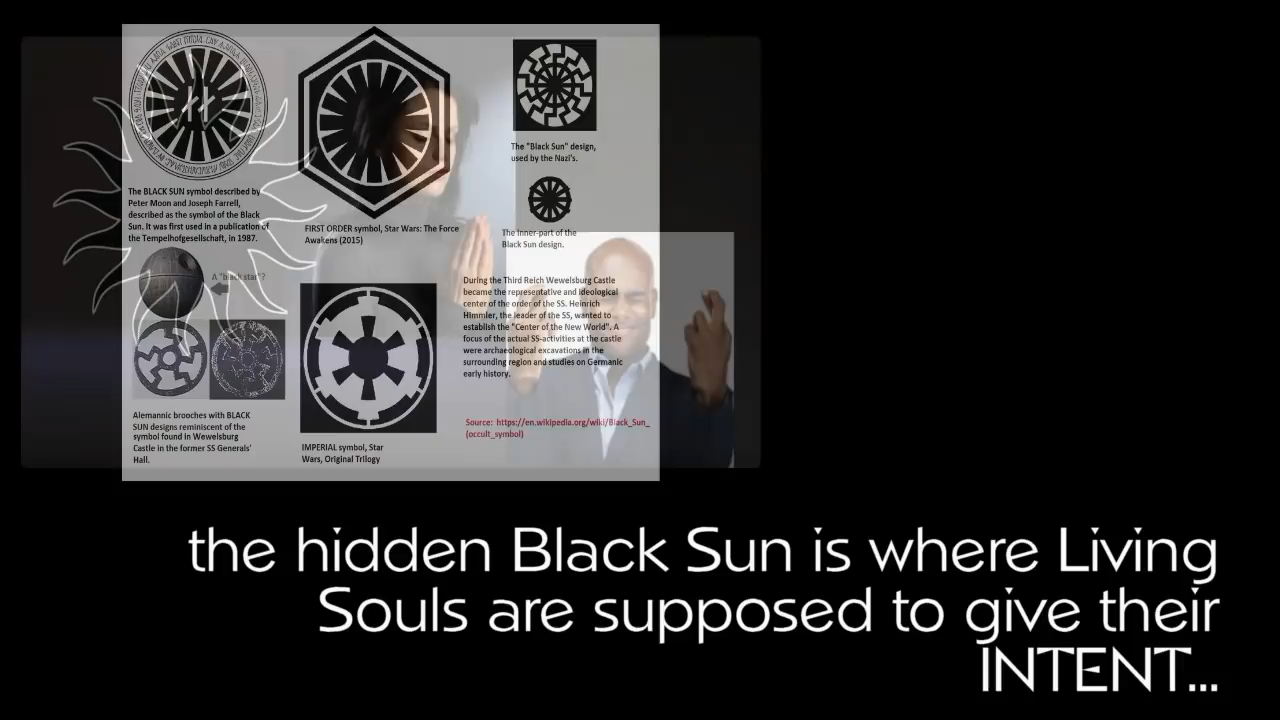 The BLACK SUN symbol described by
Peter Moon and Joseph Farrell,
described as the symbol of the Black
Sun. It was first used in a publication of
the Tempelhofgesellschaft, in 1987.
FIRST ORDER symbol, Star Wars: The Force
Awakens (2015)
The "Black Sun" design,
used by the Nazi's.
The inner-part of the
Black Sun design.
A "black star"?
During the Third Reich Wewelsburg Castle
became the representative and ideological
center of the order of the SS. Heinrich
Himmler, the leader of the SS, wanted to
establish the "Center of the New World". A
focus of the actual SS-activities at the castle
were archaeological excavations in the
surrounding region and studies on Germanic
early history.
Alemannic brooches with BLACK
SUN designs reminiscent of the
symbol found in Wewelsburg
Castle in the former SS Generals'
Hall.
IMPERIAL symbol, Star
Wars, Original Trilogy
Source: https://en.wikipedia.org/wiki/Black_Sun_
(occult_symbol)
the hidden Black Sun is where Living
Souls are supposed to give their
INTENT...